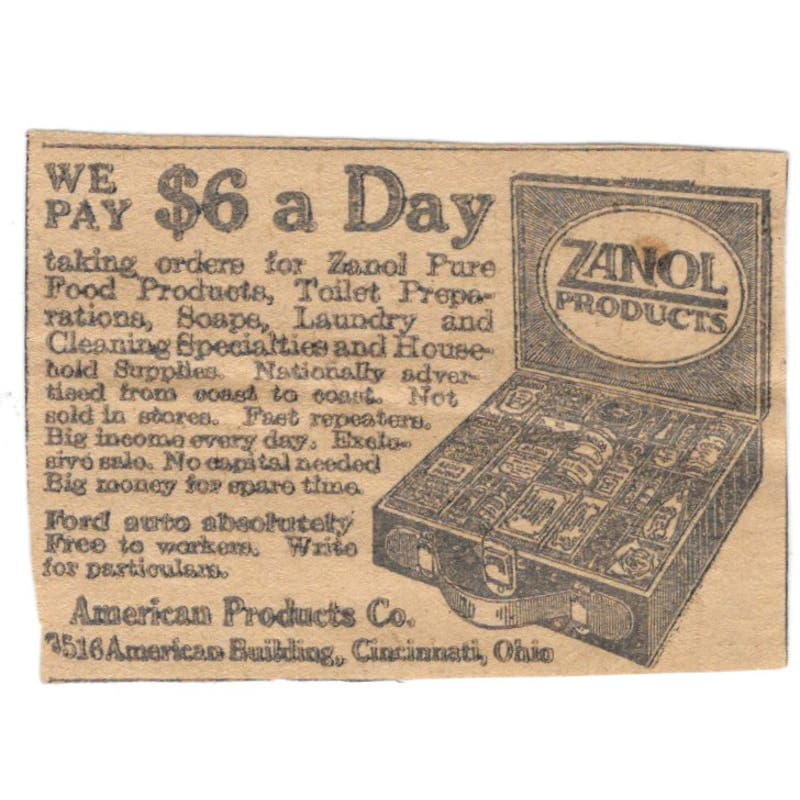 WE PAY $6 a Day
taking orders for Zanol Pure
Food Products, Toilet Prepa-
rations, Soaps, Laundry and
Cleaning Specialties and House-
hold Supplies. Nationally adver-
tised from coast to coast. Not
sold in stores. Fast repeaters.
Big income every day. Exclu-
sive sale. No capital needed
Big money for spare time.
Ford auto absolutely
Free to workers. Write
for particulars.
American Products Co.
3516 American Building, Cincinnati, Ohio
ZANOL
PRODUCTS